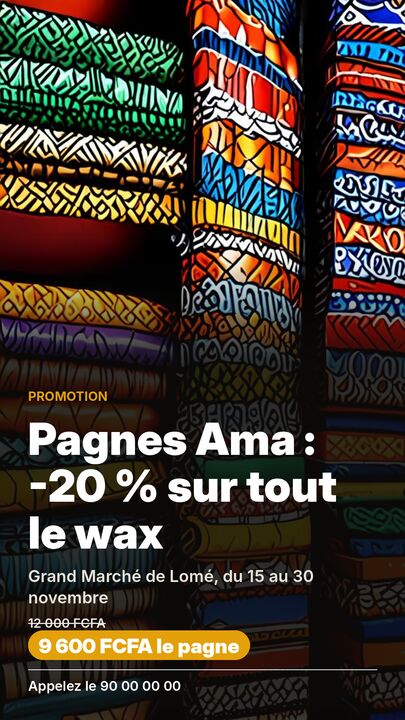 PROMOTION
Pagnes Ama :
-20 % sur tout
le wax
Grand Marché de Lomé, du 15 au 30
novembre
12 000 FCFA
9 600 FCFA le pagne
Appelez le 90 00 00 00